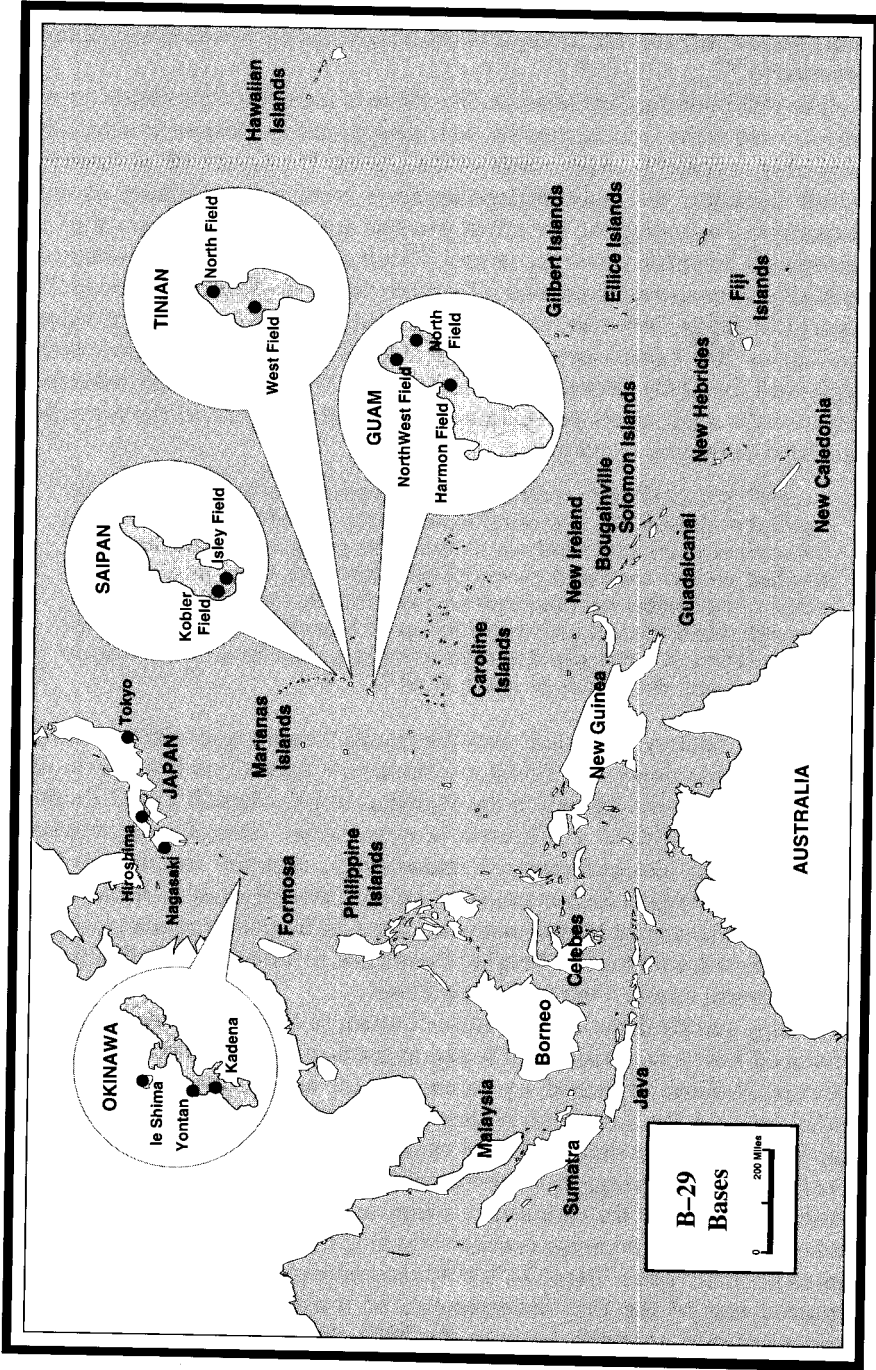 OKINAWA
Ie Shima
Yontan
Kadena
Hiroshima
Nagasaki
JAPAN
Tokyo
SAIPAN
Kobler
Field
Isley Field
TINIAN
North Field
West Field
GUAM
NorthWest Field
North
Field
Harmon Field
Hawaiian
Islands
Formosa
Marianas
Islands
Philippine
Islands
Caroline
Islands
Malaysia
Borneo
Celebes
Sumatra
Java
New Guinea
New Ireland
Bougainville
Solomon Islands
Guadalcanal
Gilbert Islands
Ellice Islands
New Hebrides
Fiji
Islands
New Caledonia
AUSTRALIA
B–29
Bases
0 200 Miles